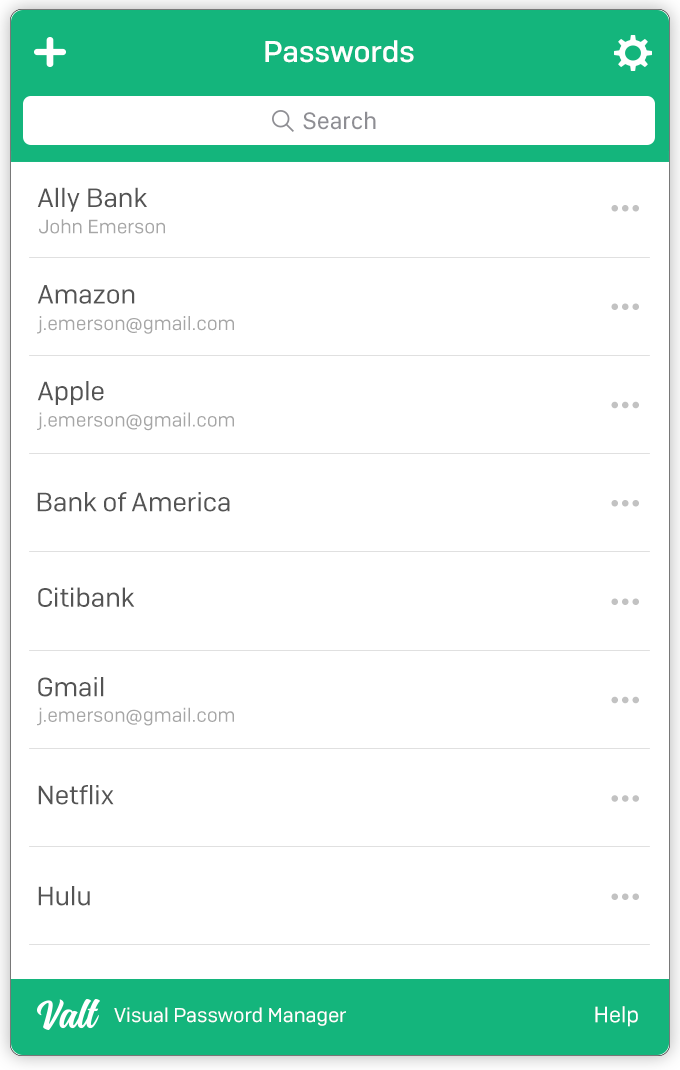 Passwords
Search
Ally Bank
John Emerson
Amazon
j.emerson@gmail.com
Apple
j.emerson@gmail.com
Bank of America
Citibank
Gmail
j.emerson@gmail.com
Netflix
Hulu
Valt Visual Password Manager Help